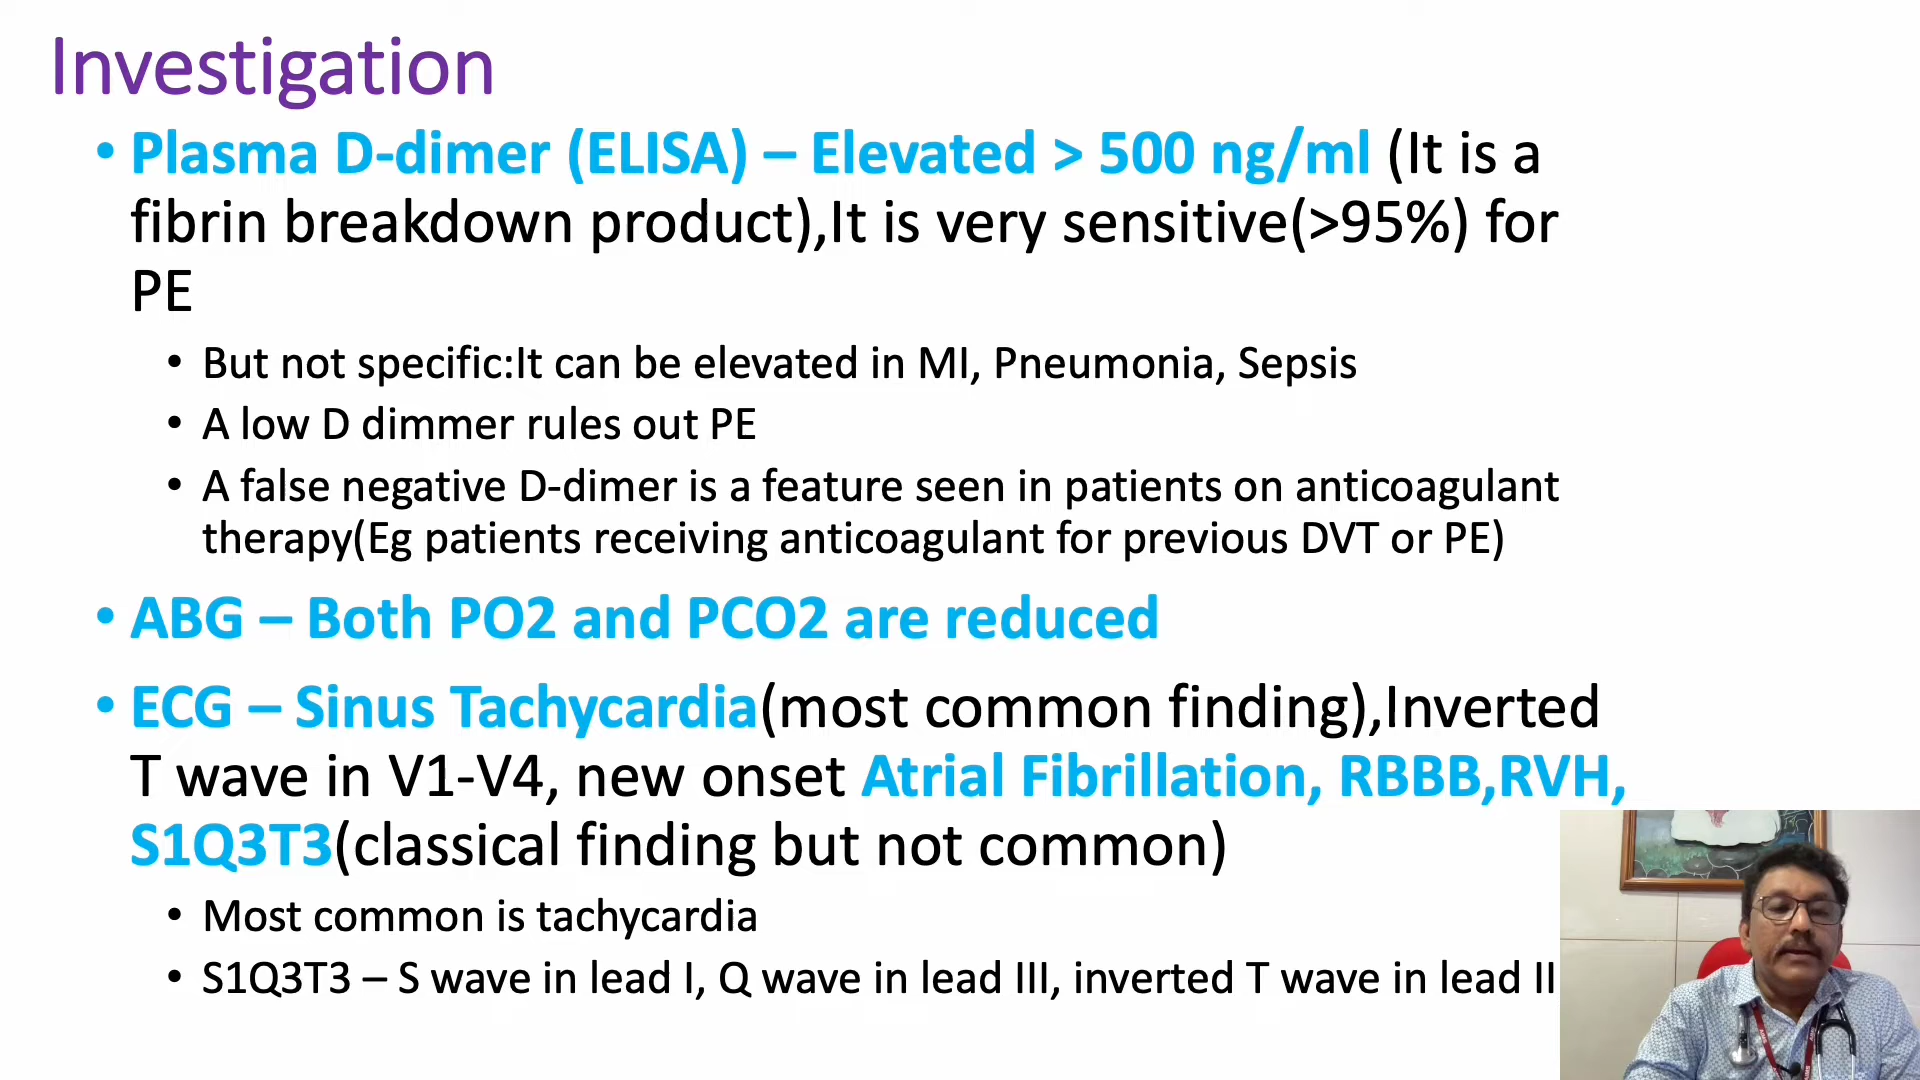 Investigation
• Plasma D-dimer (ELISA) – Elevated > 500 ng/ml (It is a
fibrin breakdown product),It is very sensitive(>95%) for
PE
• But not specific:It can be elevated in MI, Pneumonia, Sepsis
• A low D dimmer rules out PE
• A false negative D-dimer is a feature seen in patients on anticoagulant
therapy(Eg patients receiving anticoagulant for previous DVT or PE)
• ABG – Both PO2 and PCO2 are reduced
• ECG – Sinus Tachycardia(most common finding),Inverted
T wave in V1-V4, new onset Atrial Fibrillation, RBBB,RVH,
S1Q3T3(classical finding but not common)
• Most common is tachycardia
• S1Q3T3 – S wave in lead I, Q wave in lead III, inverted T wave in lead